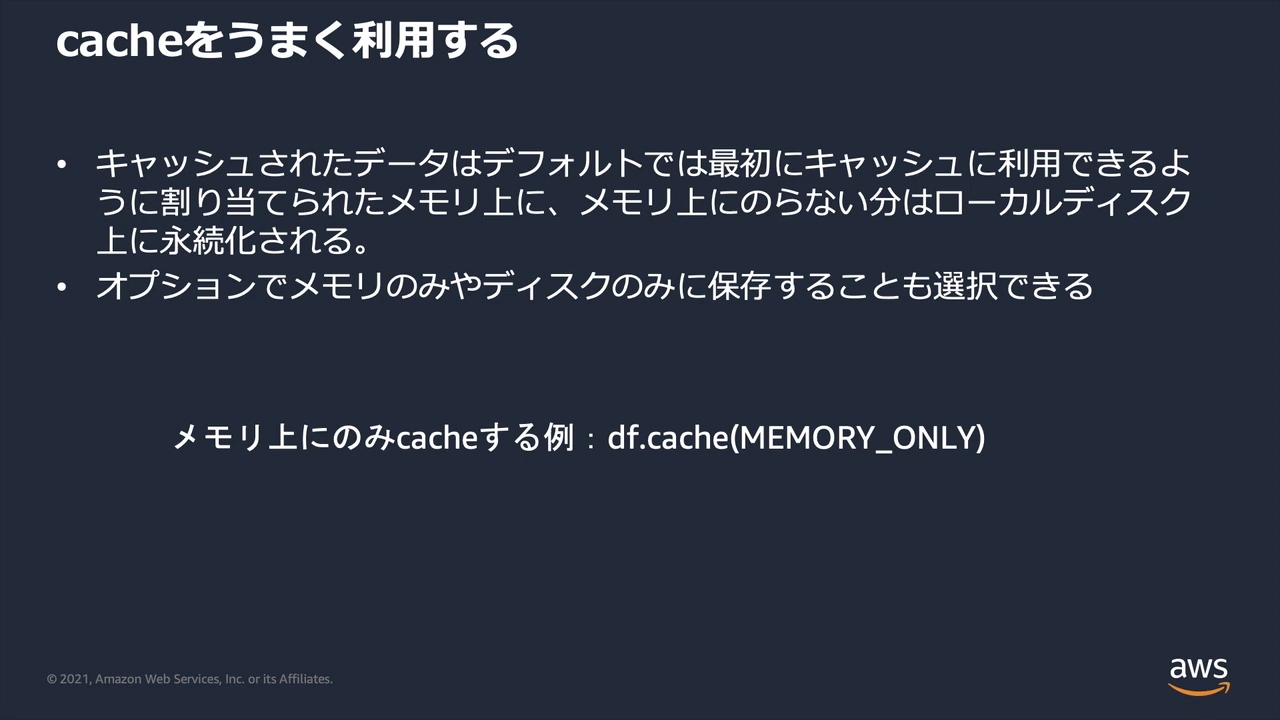 cacheをうまく利用する
• キャッシュされたデータはデフォルトでは最初にキャッシュに利用できるよ
うに割り当てられたメモリ上に、メモリ上にのらない分はローカルディスク
上に永続化される。
• オプションでメモリのみやディスクのみに保存することも選択できる
メモリ上にのみcacheする例：df.cache(MEMORY_ONLY)
© 2021, Amazon Web Services, Inc. or its Affiliates.
aws